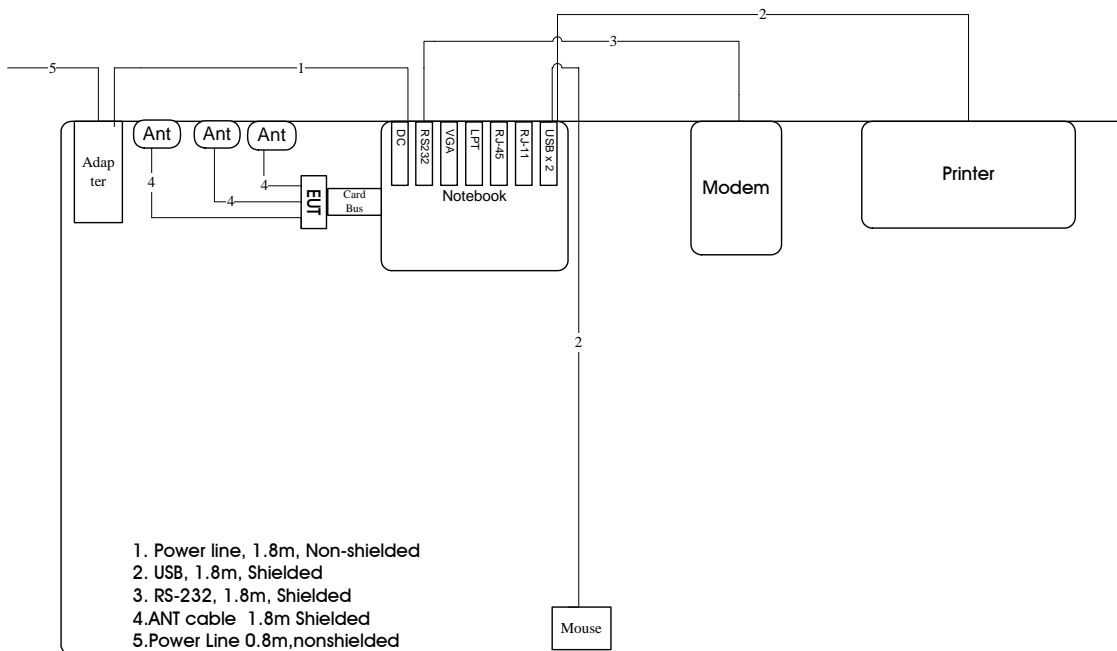 2
3
5
1
Ant
Ant
Ant
Adap
ter
DC
RS232
VGA
LPT
RJ-45
RJ-11
USB x 2
Modem
Printer
4
4
4
EUT
Card
Bus
Notebook
2
1. Power line, 1.8m, Non-shielded
2. USB, 1.8m, Shielded
3. RS-232, 1.8m, Shielded
4.ANT cable  1.8m Shielded
5.Power Line 0.8m,nonshielded
Mouse